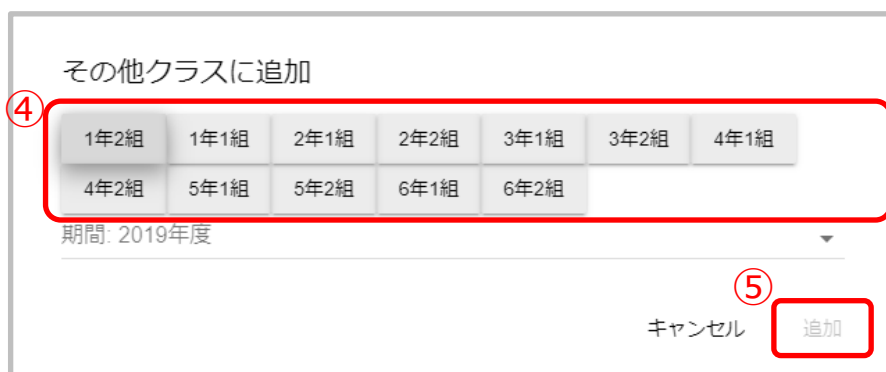 その他クラスに追加
④
1年2組 1年1組 2年1組 2年2組 3年1組 3年2組 4年1組
4年2組 5年1組 5年2組 6年1組 6年2組
期間: 2019年度
⑤
キャンセル 追加